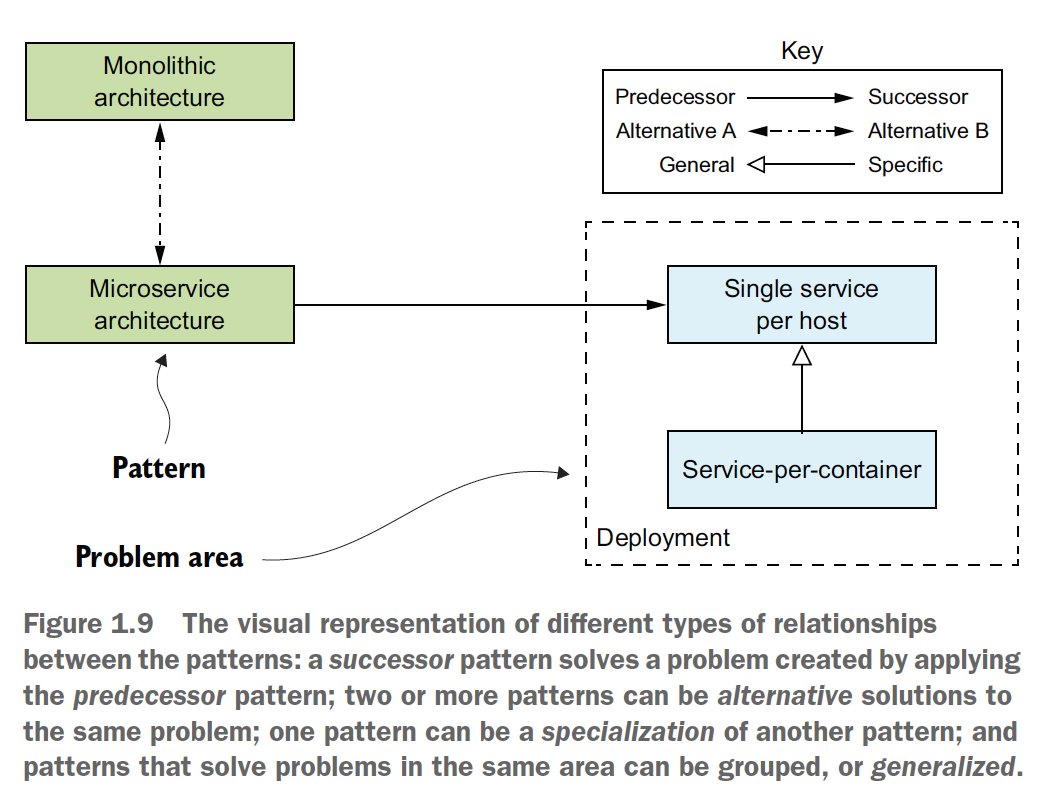 Monolithic
architecture
Key
Predecessor Successor
Alternative A Alternative B
General Specific
Microservice
architecture
Single service
per host
Service-per-container
Deployment
Pattern
Problem area
Figure 1.9 The visual representation of different types of relationships
between the patterns: a successor pattern solves a problem created by applying
the predecessor pattern; two or more patterns can be alternative solutions to
the same problem; one pattern can be a specialization of another pattern; and
patterns that solve problems in the same area can be grouped, or generalized.